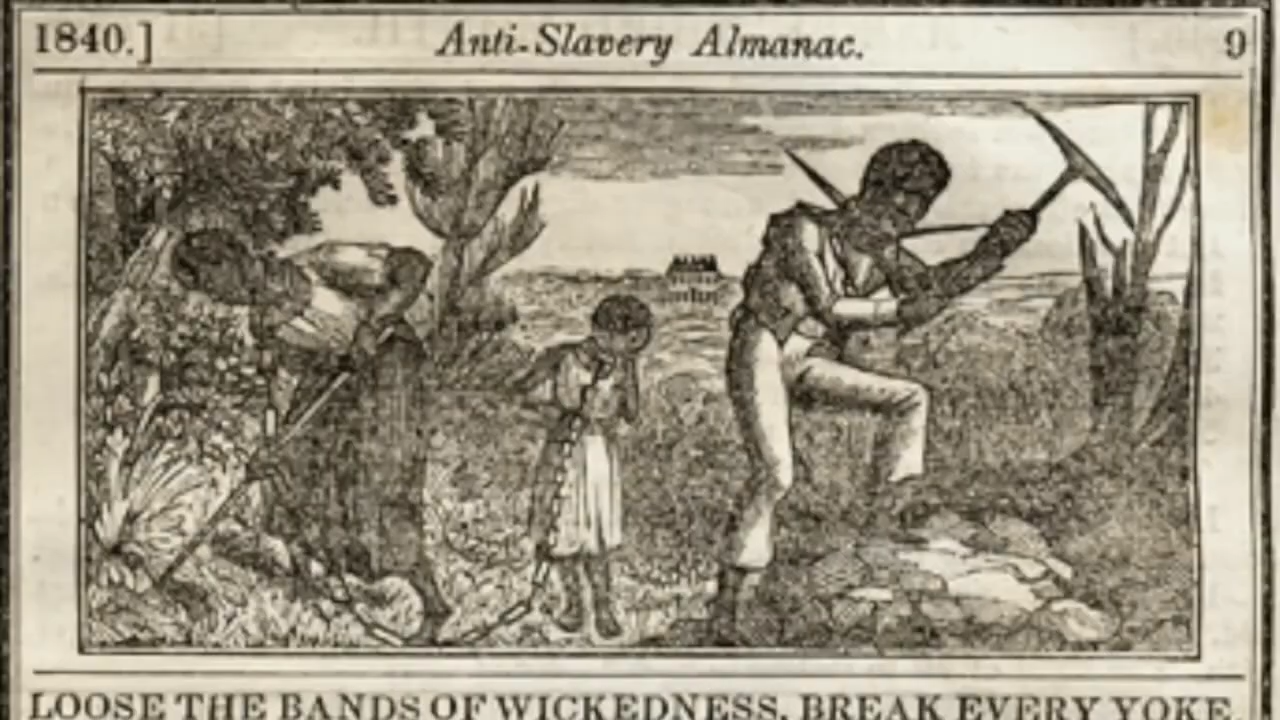 1840.] Anti-Slavery Almanac. 9
LOOSE THE BANDS OF WICKEDNESS, BREAK EVERY YOKE.